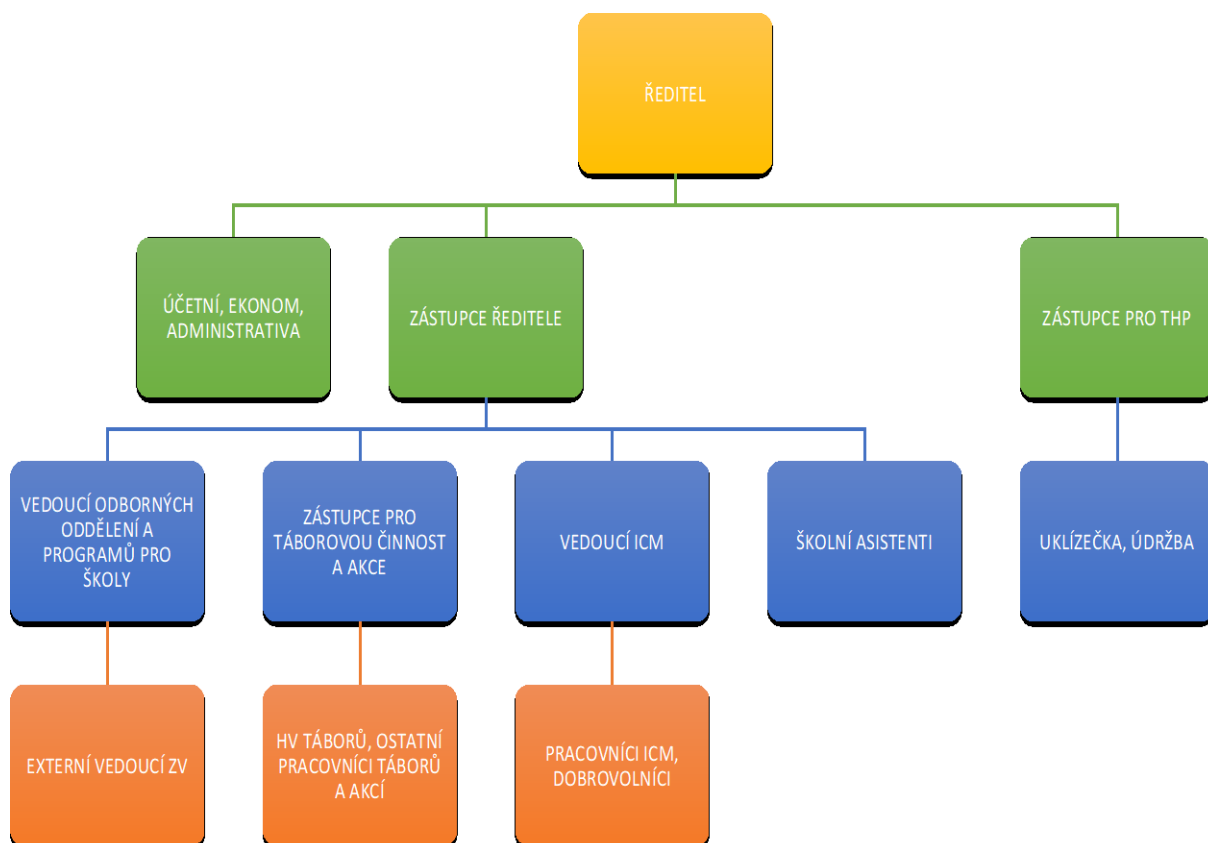 ŘEDITEL
ÚČETNÍ, EKONOM,
ADMINISTRATIVA
ZÁSTUPCE ŘEDITELE
ZÁSTUPCE PRO THP
VEDOUCÍ ODBORNÝCH
ODDĚLENÍ A
PROGRAMŮ PRO
ŠKOLY
ZÁSTUPCE PRO
TÁBOROVOU ČINNOST
A AKCE
VEDOUCÍ ICM
ŠKOLNÍ ASISTENTI
UKLÍZEČKA, ÚDRŽBA
EXTERNÍ VEDOUCÍ ZV
HV TÁBORŮ, OSTATNÍ
PRACOVNÍCI TÁBORŮ
A AKCÍ
PRACOVNÍCI ICM,
DOBROVOLNÍCI